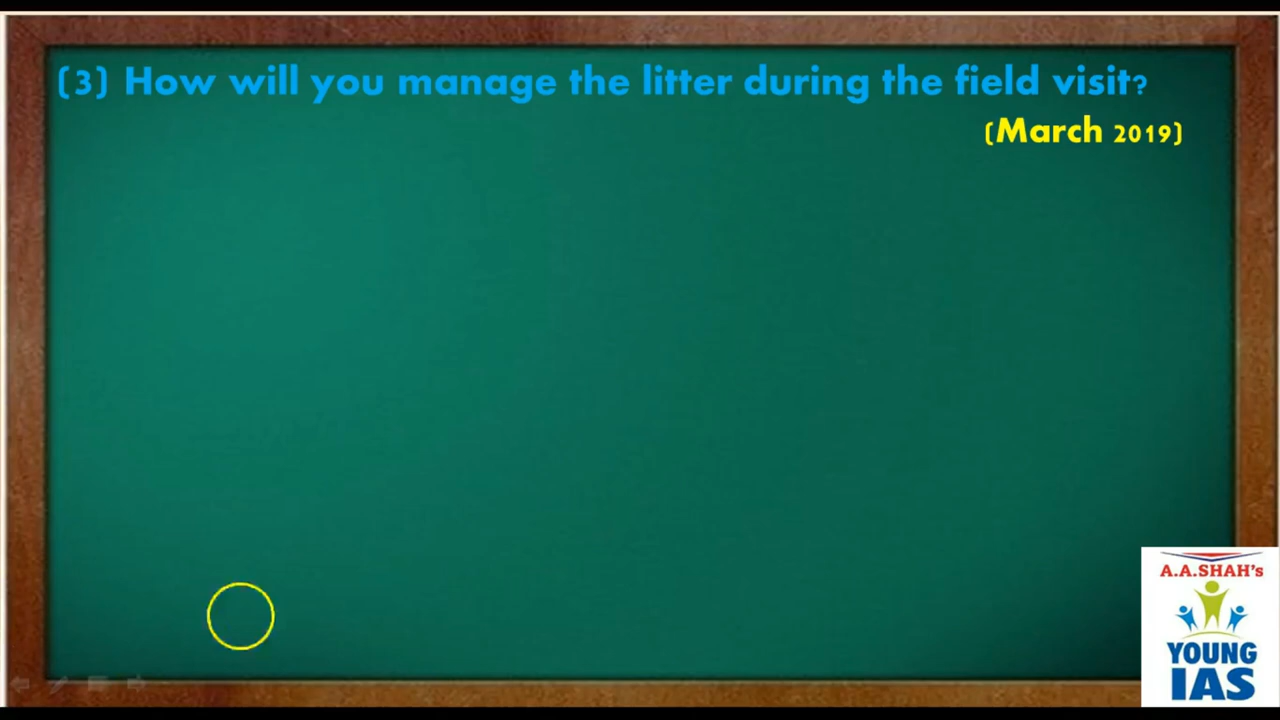 (3) How will you manage the litter during the field visit?
(March 2019)
A.A.SHAH's
YOUNG
IAS